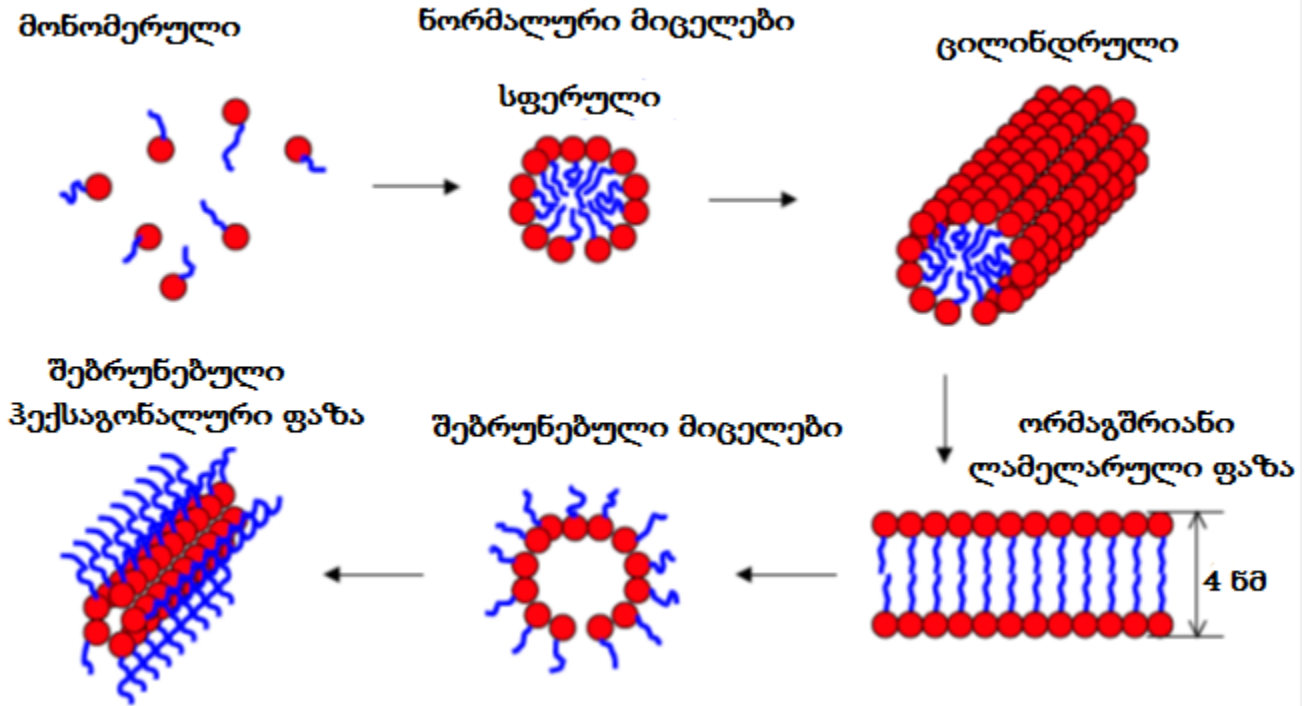 მონომერული
ნორმალური მიცელები
სფერული
ცილინდრული
შებრუნებული
ჰექსაგონალური ფაზა
შებრუნებული მიცელები
ორმაგშრიანი
ლამელარული ფაზა
4 ნმ